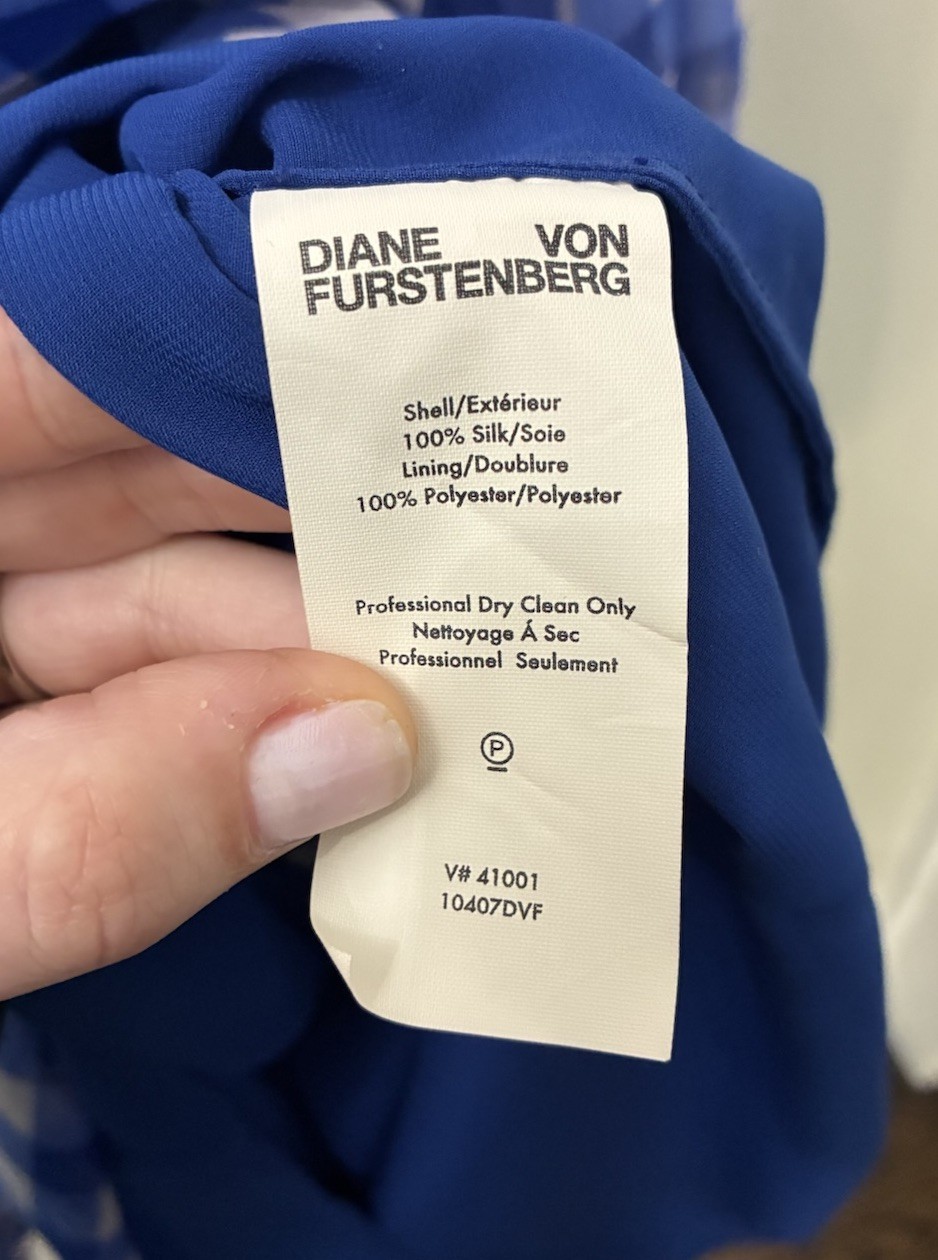 DIANE VON
FURSTENBERG
Shell/Extérieur
100% Silk/Soie
Lining/Doublure
100% Polyester/Polyester
Professional Dry Clean Only
Nettoyage Á Sec
Professionnel Seulement
P
V# 41001
10407DVF